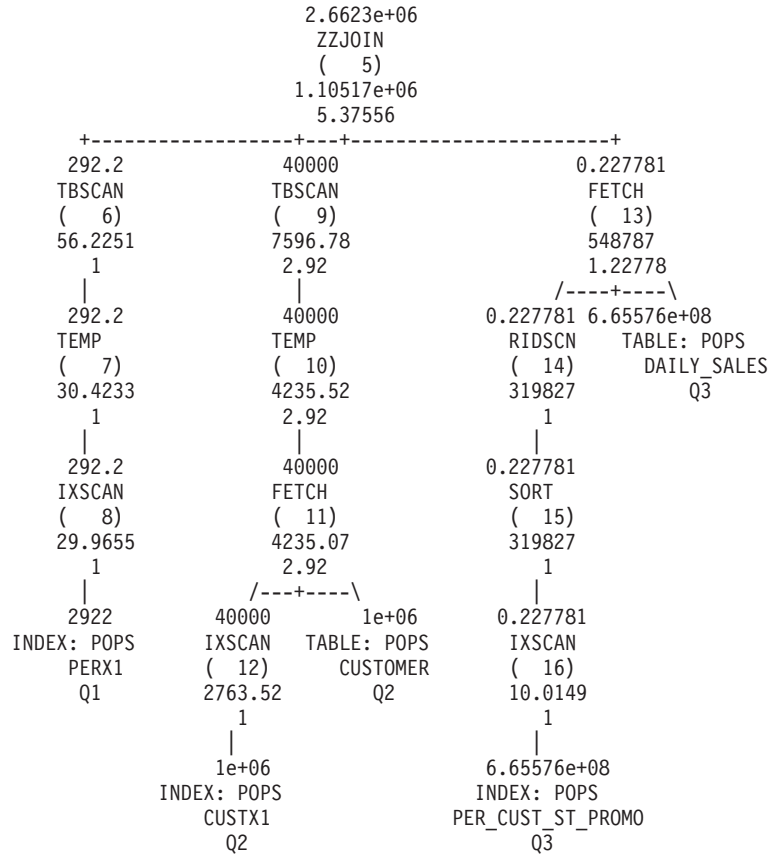 2.6623e+06
ZZJOIN
( 5)
1.10517e+06
5.37556
+------------------+---+------------------------+
292.2 40000 0.227781
TBSCAN TBSCAN FETCH
( 6) ( 9) ( 13)
56.2251 7596.78 548787
1 2.92 1.22778
| | /----+----\
292.2 40000 0.227781 6.65576e+08
TEMP TEMP RIDSCN TABLE: POPS
( 7) ( 10) ( 14) DAILY_SALES
30.4233 4235.52 319827 Q3
1 2.92 1
| | |
292.2 40000 0.227781
IXSCAN FETCH SORT
( 8) ( 11) ( 15)
29.9655 4235.07 319827
1 2.92 1
| /---+----\ |
2922 40000 1e+06 0.227781
INDEX: POPS IXSCAN TABLE: POPS IXSCAN
PERX1 ( 12) CUSTOMER ( 16)
Q1 2763.52 Q2 10.0149
1 1
| |
1e+06 6.65576e+08
INDEX: POPS INDEX: POPS
CUSTX1 PER_CUST_ST_PROMO
Q2 Q3